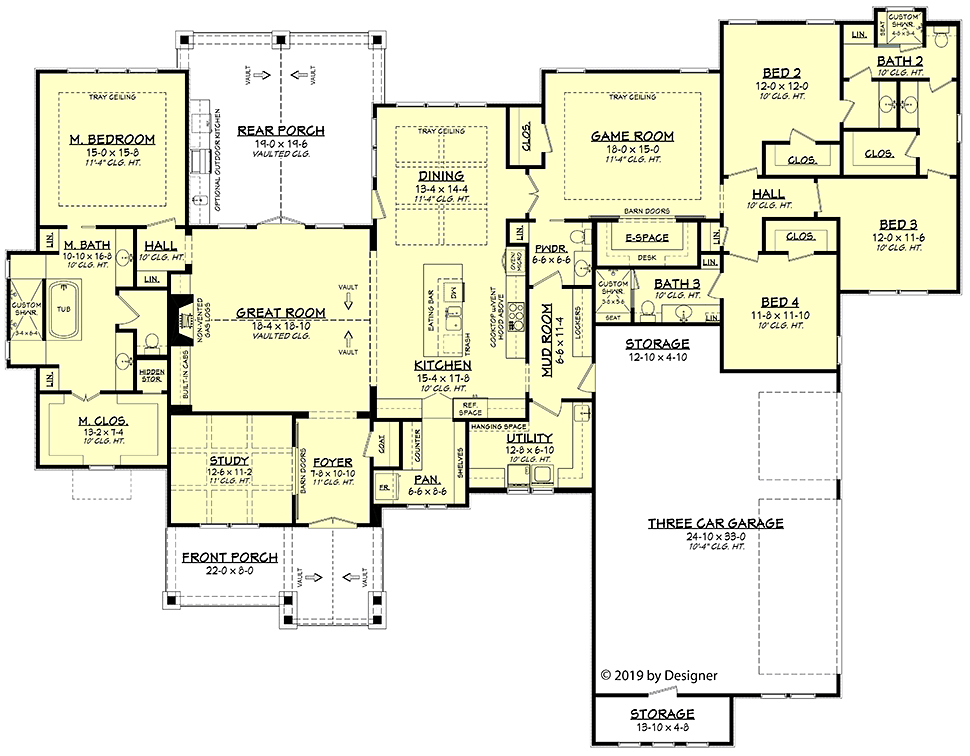 CUSTOM
SHWR.
4-8 x 3-4
SEAT
LIN.
BATH 2
10' CLG. HT.
BED 2
12-0 x 12-0
10' CLG. HT.
VAULT
VAULT
TRAY CEILING
M. BEDROOM
15-0 x 15-8
11'-4" CLG. HT.
REAR PORCH
19-0 x 19-6
VAULTED CLG.
OPTIONAL OUTDOOR KITCHEN
TRAY CEILING
DINING
13-4 x 14-4
11'-4" CLG. HT.
CLOS.
TRAY CEILING
GAME ROOM
18-0 x 15-0
11'-4" CLG. HT.
BARN DOORS
CLOS.
CLOS.
HALL
10' CLG. HT.
BED 3
12-0 x 11-6
10' CLG. HT.
CLOS.
LIN.
M. BATH
10-10 x 16-8
10' CLG. HT.
HALL
10' CLG. HT.
LIN.
LIN.
PWDR.
6-6 x 6-6
E-SPACE
DESK
LIN.
LIN.
OVEN
MICRO
CUSTOM
SHWR.
TUB
NON-VENTED
GAS LOGS
GREAT ROOM
18-4 x 18-10
VAULT
VAULT
EATING BAR
DW
TRASH
COOKTOP w/VENT
HOOD ABOVE
MUD ROOM
6-6 x 11-4
LOCKERS
CUSTOM
SHWR.
SEAT
BATH 3
10' CLG. HT.
LIN.
BED 4
11-8 x 11-10
10' CLG. HT.
STORAGE
12-10 x 4-10
KITCHEN
15-4 x 17-8
10' CLG. HT.
LIN.
HIDDEN
STOR.
BUILT-IN CABS
REF.
SPACE
M. CLOS.
13-2 x 7-4
10' CLG. HT.
STUDY
12-6 x 11-2
11' CLG. HT.
BARN DOORS
FOYER
7-8 x 10-10
11' CLG. HT.
COAT
COUNTER
FR.
PAN.
6-6 x 8-6
SHELVES
HANGING SPACE
UTILITY
12-8 x 6-10
10' CLG. HT.
THREE CAR GARAGE
24-10 x 33-0
10'-4" CLG. HT.
FRONT PORCH
22-0 x 8-0
VAULT
VAULT
© 2019 by Designer
STORAGE
13-10 x 4-8